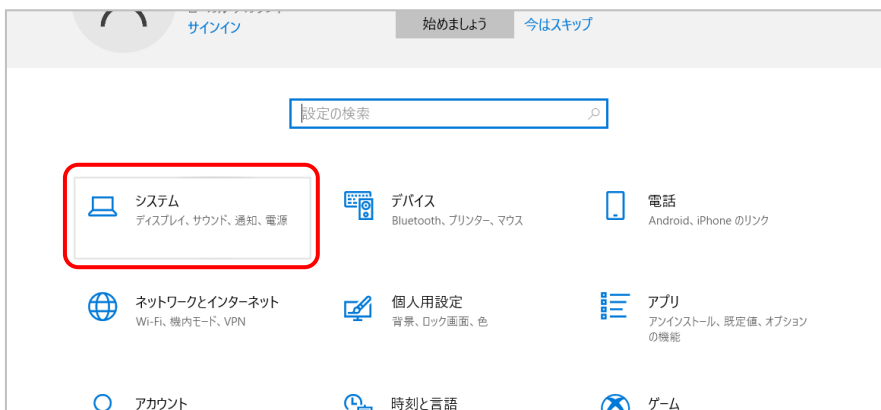 サインイン
始めましょう
今はスキップ
設定の検索
システム
ディスプレイ、サウンド、通知、電源
デバイス
Bluetooth、プリンター、マウス
電話
Android、iPhone のリンク
ネットワークとインターネット
Wi-Fi、機内モード、VPN
個人用設定
背景、ロック画面、色
アプリ
アンインストール、既定値、オプション
の機能
アカウント
時刻と言語
ゲーム